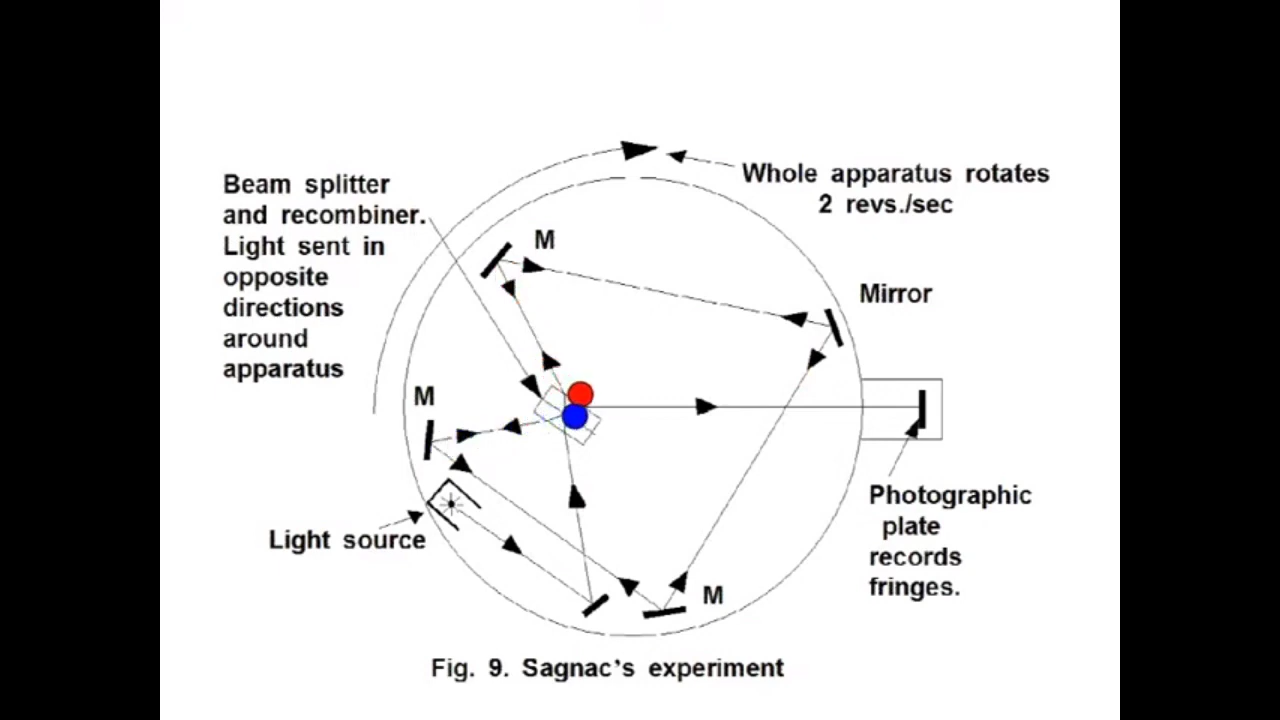 Whole apparatus rotates
2 revs./sec
Beam splitter
and recombiner.
Light sent in
opposite
directions
around
apparatus
M
Mirror
M
Light source
Photographic
plate
records
fringes.
M
Fig. 9. Sagnac's experiment